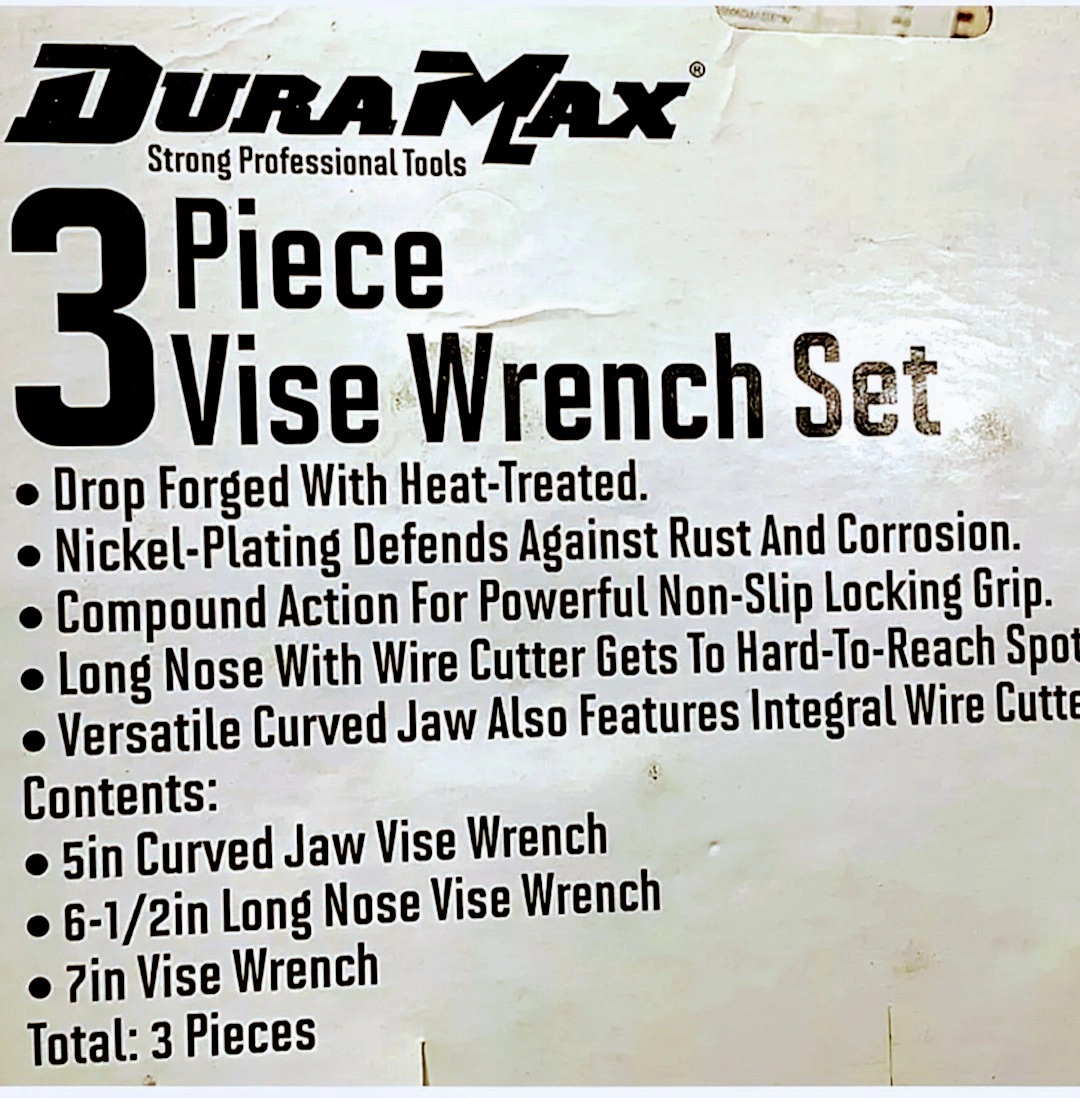 DURAMAX®
Strong Professional Tools
3 Piece
Vise Wrench Set
• Drop Forged With Heat-Treated.
• Nickel-Plating Defends Against Rust And Corrosion.
• Compound Action For Powerful Non-Slip Locking Grip.
• Long Nose With Wire Cutter Gets To Hard-To-Reach Spot
• Versatile Curved Jaw Also Features Integral Wire Cutte
Contents:
• 5in Curved Jaw Vise Wrench
• 6-1/2in Long Nose Vise Wrench
• 7in Vise Wrench
Total: 3 Pieces